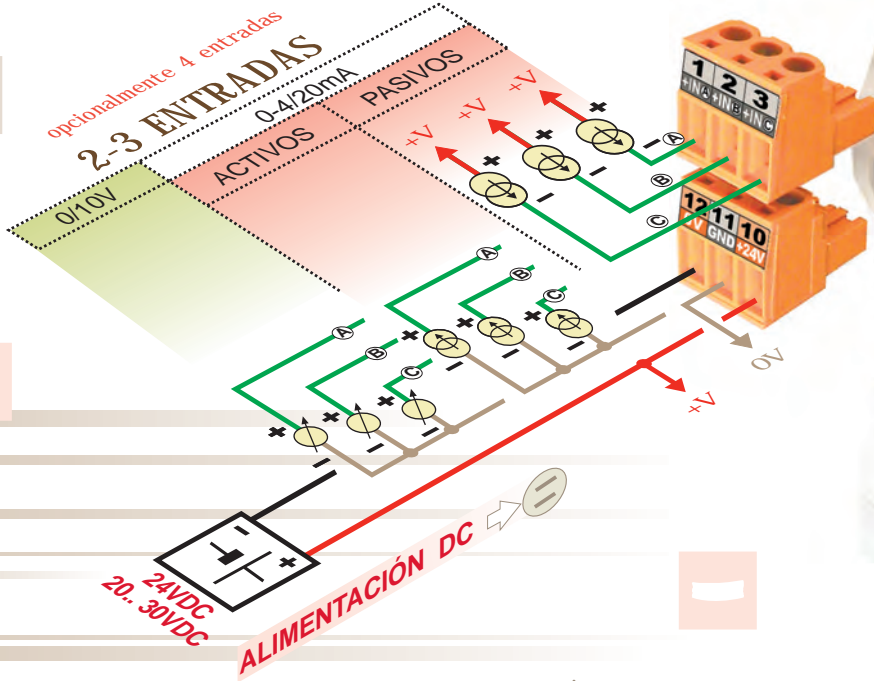 opcionalmente 4 entradas
2-3 ENTRADAS
0/10V
0-4/20mA
ACTIVOS
PASIVOS
+V
+V
+V
A
B
C
1 2 3
+INA +INB +INC
12 11 10
GND +24V
A
B
C
A
B
C
0V
+V
24VDC
20.. 30VDC
ALIMENTACIÓN DC